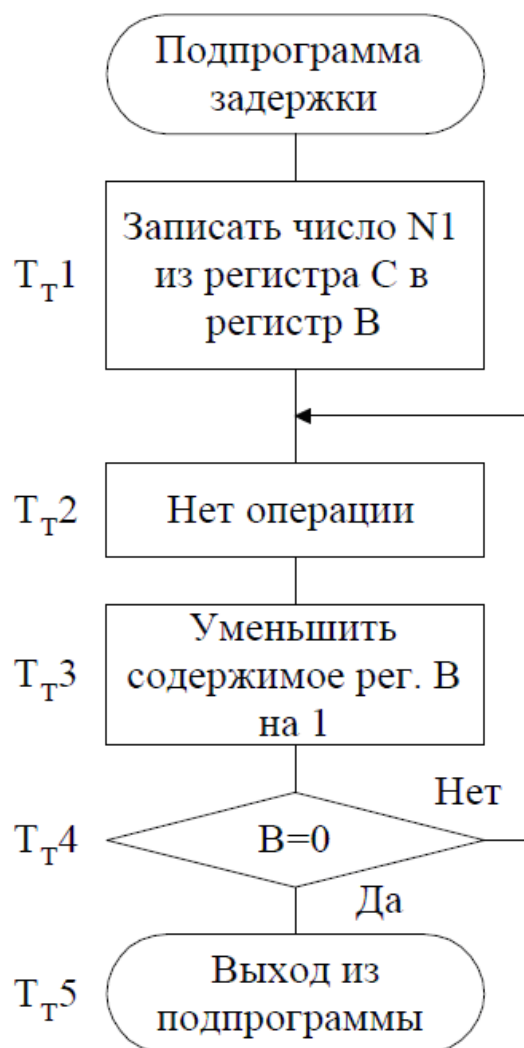 Подпрограмма
задержки
Записать число N1
из регистра С в
регистр В
Tт1
Нет операции
Tт2
Уменьшить
содержимое рег. В
на 1
Tт3
Нет
В=0
Tт4
Да
Выход из
подпрограммы
Tт5